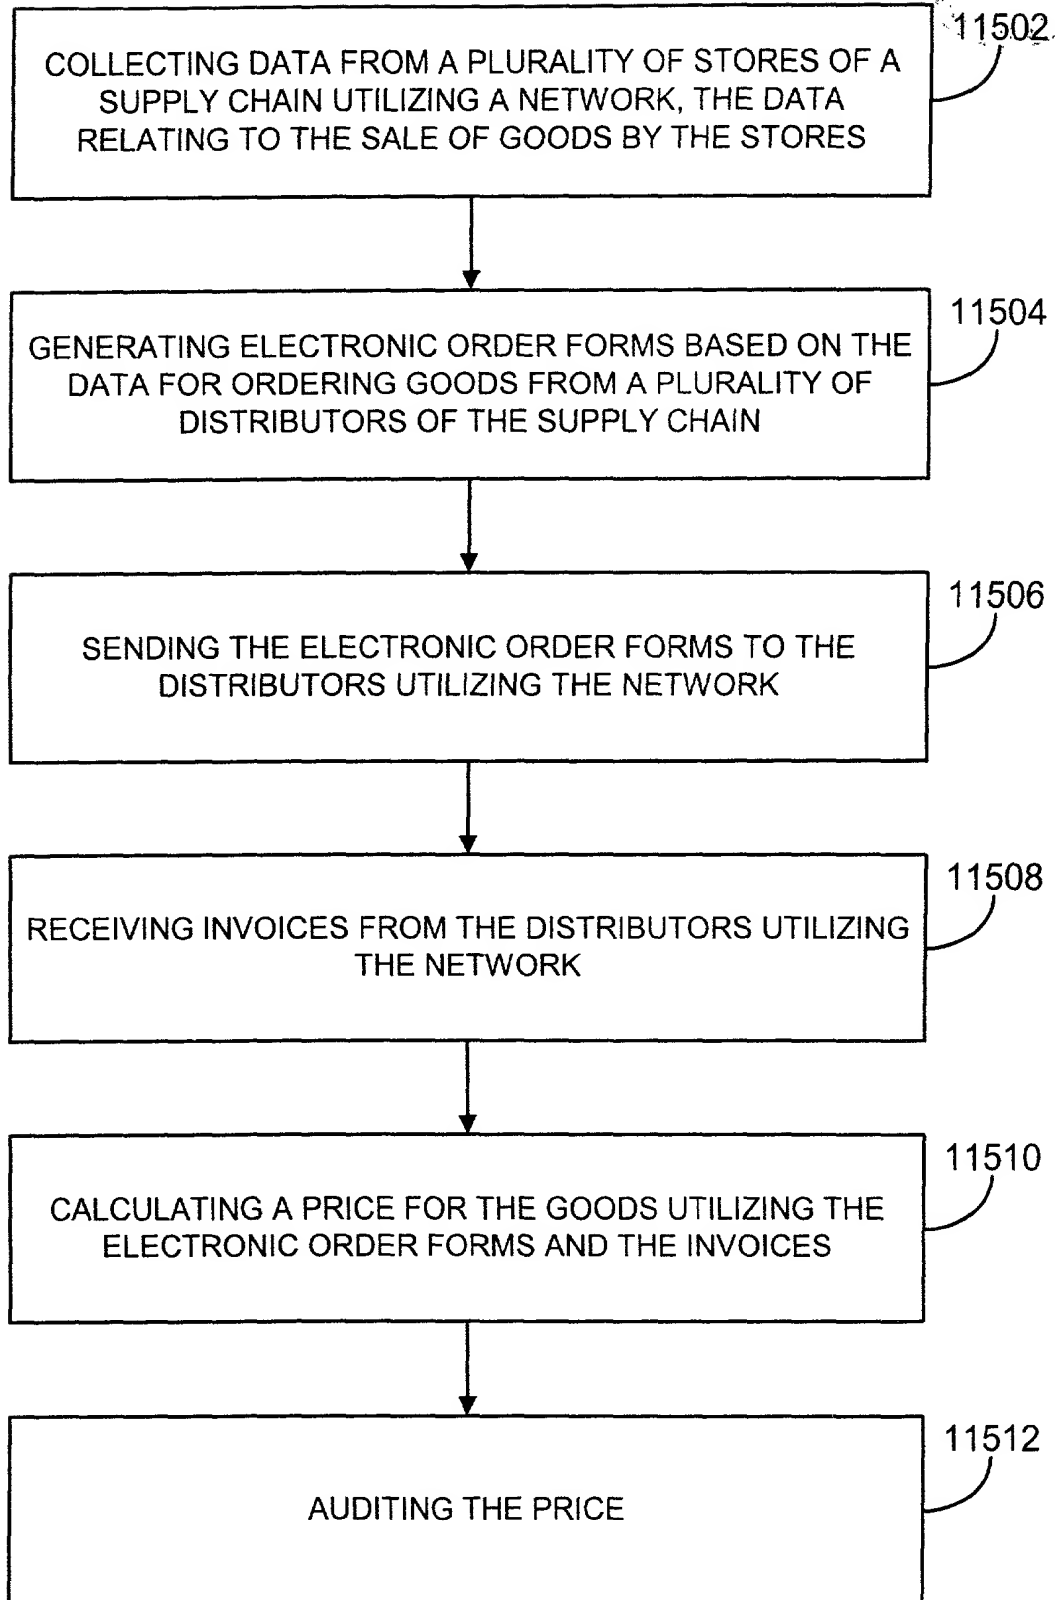 11502
COLLECTING DATA FROM A PLURALITY OF STORES OF A
SUPPLY CHAIN UTILIZING A NETWORK, THE DATA
RELATING TO THE SALE OF GOODS BY THE STORES
11504
GENERATING ELECTRONIC ORDER FORMS BASED ON THE
DATA FOR ORDERING GOODS FROM A PLURALITY OF
DISTRIBUTORS OF THE SUPPLY CHAIN
11506
SENDING THE ELECTRONIC ORDER FORMS TO THE
DISTRIBUTORS UTILIZING THE NETWORK
11508
RECEIVING INVOICES FROM THE DISTRIBUTORS UTILIZING
THE NETWORK
11510
CALCULATING A PRICE FOR THE GOODS UTILIZING THE
ELECTRONIC ORDER FORMS AND THE INVOICES
11512
AUDITING THE PRICE